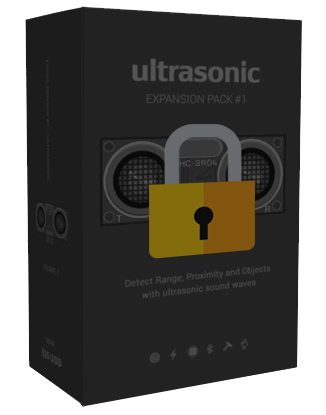 ultrasonic
EXPANSION PACK #1
HC-SR04
T
R
Detect Range, Proximity and Objects
with ultrasonic sound waves